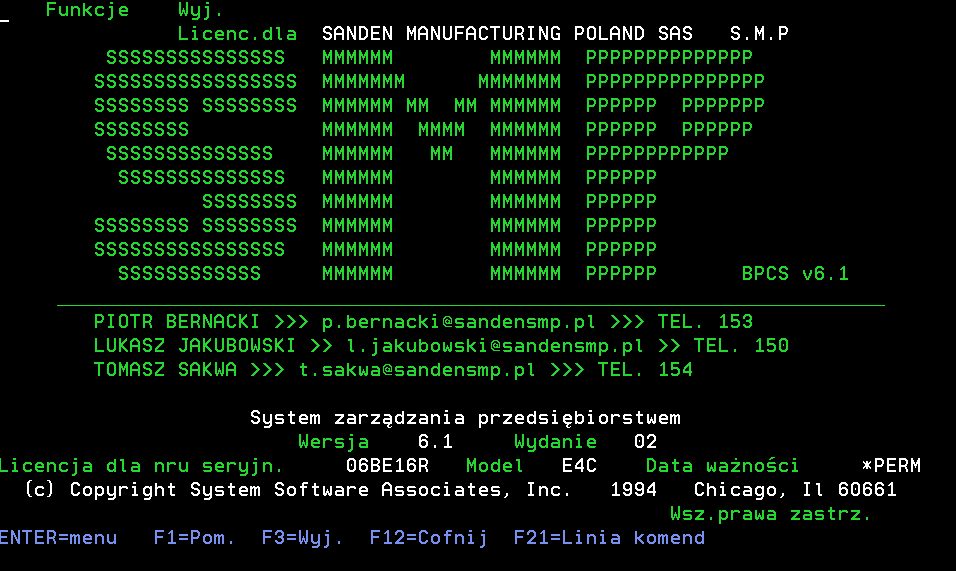 Funkcje Wyj.
Licenc.dla SANDEN MANUFACTURING POLAND SAS S.M.P
SSSSSSSSSSSSSSS MMMMMM MMMMMM PPPPPPPPPPPPPP
SSSSSSSSSSSSSSSSS MMMMMMM MMMMMMM PPPPPPPPPPPPPPP
SSSSSSSS SSSSSSSS MMMMMM MM MM MMMMMM PPPPPP PPPPPPP
SSSSSSSS MMMMMM MMMM MMMMMM PPPPPP PPPPPP
SSSSSSSSSSSSSS MMMMMM MM MMMMMM PPPPPPPPPPPP
SSSSSSSSSSSSSS MMMMMM MMMMMM PPPPPP
SSSSSSSS MMMMMM MMMMMM PPPPPP
SSSSSSSS SSSSSSSS MMMMMM MMMMMM PPPPPP
SSSSSSSSSSSSSSSS MMMMMM MMMMMM PPPPPP
SSSSSSSSSSSS MMMMMM MMMMMM PPPPPP BPCS v6.1
PIOTR BERNACKI >>> p.bernacki@sandensmp.pl >>> TEL. 153
LUKASZ JAKUBOWSKI >> l.jakubowski@sandensmp.pl >> TEL. 150
TOMASZ SAKWA >>> t.sakwa@sandensmp.pl >>> TEL. 154
System zarządzania przedsiębiorstwem
Wersja 6.1 Wydanie 02
Licencja dla nru seryjn. 06BE16R Model E4C Data ważności *PERM
(c) Copyright System Software Associates, Inc. 1994 Chicago, Il 60661
Wsz.prawa zastrz.
ENTER=menu F1=Pom. F3=Wyj. F12=Cofnij F21=Linia komend